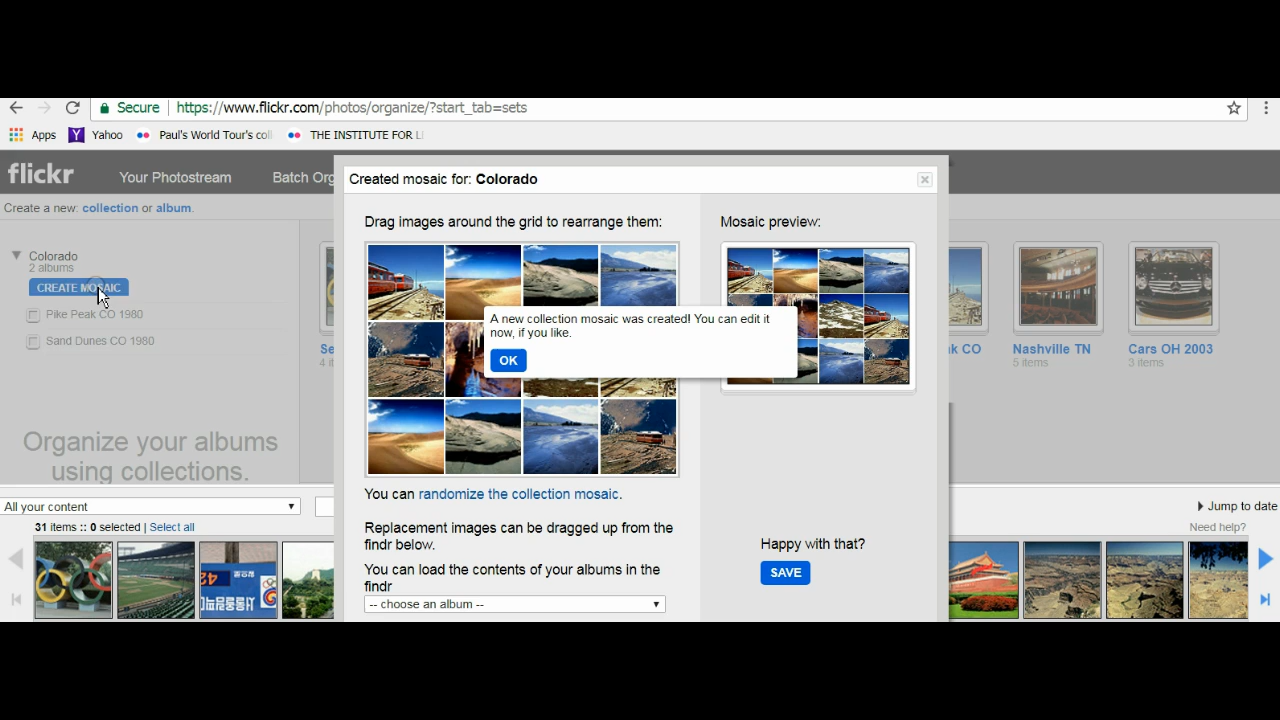 Secure https://www.flickr.com/photos/organize/?start_tab=sets
Apps Yahoo Paul's World Tour's col THE INSTITUTE FOR LI
flickr Your Photostream Batch Org
Created mosaic for: Colorado
Create a new: collection or album.
Drag images around the grid to rearrange them:
Mosaic preview:
Colorado
2 albums
CREATE MOSAIC
Pike Peak CO 1980
Sand Dunes CO 1980
A new collection mosaic was created! You can edit it
now, if you like.
OK
Se
4 it
k CO
Nashville TN
5 items
Cars OH 2003
3 items
Organize your albums
using collections.
You can randomize the collection mosaic.
Replacement images can be dragged up from the
findr below.
You can load the contents of your albums in the
findr
-- choose an album --
Happy with that?
SAVE
All your content
Jump to date
31 items :: 0 selected | Select all
Need help?